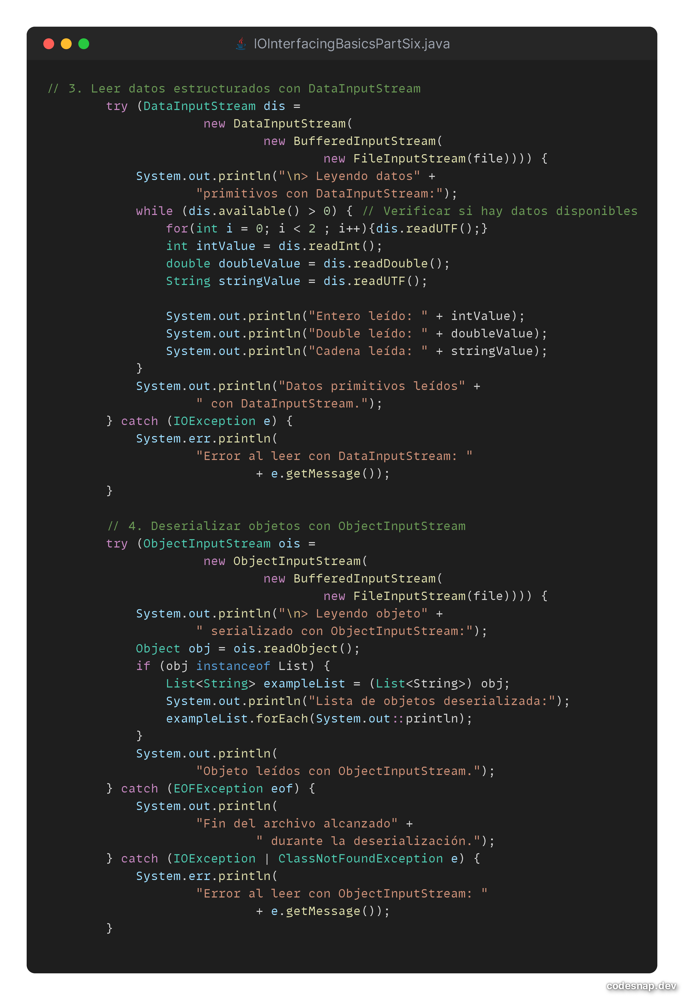 IOInterfacingBasicsPartSix.java
// 3. Leer datos estructurados con DataInputStream
try (DataInputStream dis =
new DataInputStream(
new BufferedInputStream(
new FileInputStream(file)))) {
System.out.println("\n> Leyendo datos" +
"primitivos con DataInputStream:");
while (dis.available() > 0) { // Verificar si hay datos disponibles
for(int i = 0; i < 2 ; i++){dis.readUTF();}
int intValue = dis.readInt();
double doubleValue = dis.readDouble();
String stringValue = dis.readUTF();
System.out.println("Entero leído: " + intValue);
System.out.println("Double leído: " + doubleValue);
System.out.println("Cadena leída: " + stringValue);
}
System.out.println("Datos primitivos leídos" +
" con DataInputStream.");
} catch (IOException e) {
System.err.println(
"Error al leer con DataInputStream: "
+ e.getMessage());
}
// 4. Deserializar objetos con ObjectInputStream
try (ObjectInputStream ois =
new ObjectInputStream(
new BufferedInputStream(
new FileInputStream(file)))) {
System.out.println("\n> Leyendo objeto" +
" serializado con ObjectInputStream:");
Object obj = ois.readObject();
if (obj instanceof List) {
List<String> exampleList = (List<String>) obj;
System.out.println("Lista de objetos deserializada:");
exampleList.forEach(System.out::println);
}
System.out.println(
"Objeto leídos con ObjectInputStream.");
} catch (EOFException eof) {
System.out.println(
"Fin del archivo alcanzado" +
" durante la deserialización.");
} catch (IOException | ClassNotFoundException e) {
System.err.println(
"Error al leer con ObjectInputStream: "
+ e.getMessage());
}
codesnap.dev